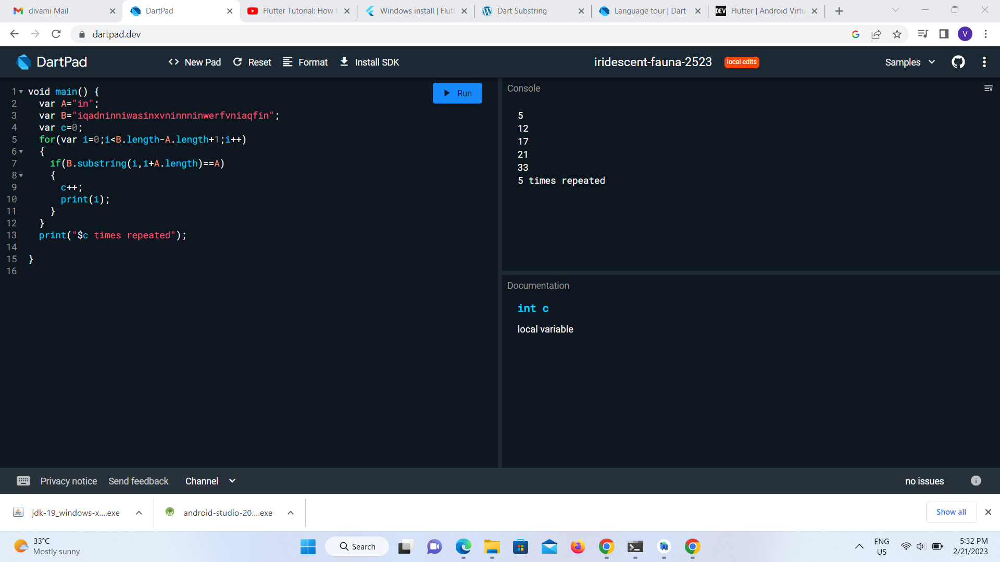 divami Mail
DartPad
Flutter Tutorial: How t
Windows install | Flutt
Dart Substring
Language tour | Dart
DEV
Flutter | Android Virtu
dartpad.dev
V
DartPad
<> New Pad
Reset
Format
Install SDK
iridescent-fauna-2523
local edits
Samples
1 void main() {
2 var A="in";
3 var B="iqadninniwasinxvninnninwerfvniaqfin";
4 var c=0;
5 for(var i=0;i<B.length-A.length+1;i++)
6 {
7 if(B.substring(i,i+A.length)==A)
8 {
9 c++;
10 print(i);
11 }
12 }
13 print("$c times repeated");
14
15 }
16
Run
Console
5
12
17
21
33
5 times repeated
Documentation
int c
local variable
Privacy notice
Send feedback
Channel
no issues
jdk-19_windows-x....exe
android-studio-20....exe
Show all
33°C
Mostly sunny
Search
ENG
US
5:32 PM
2/21/2023